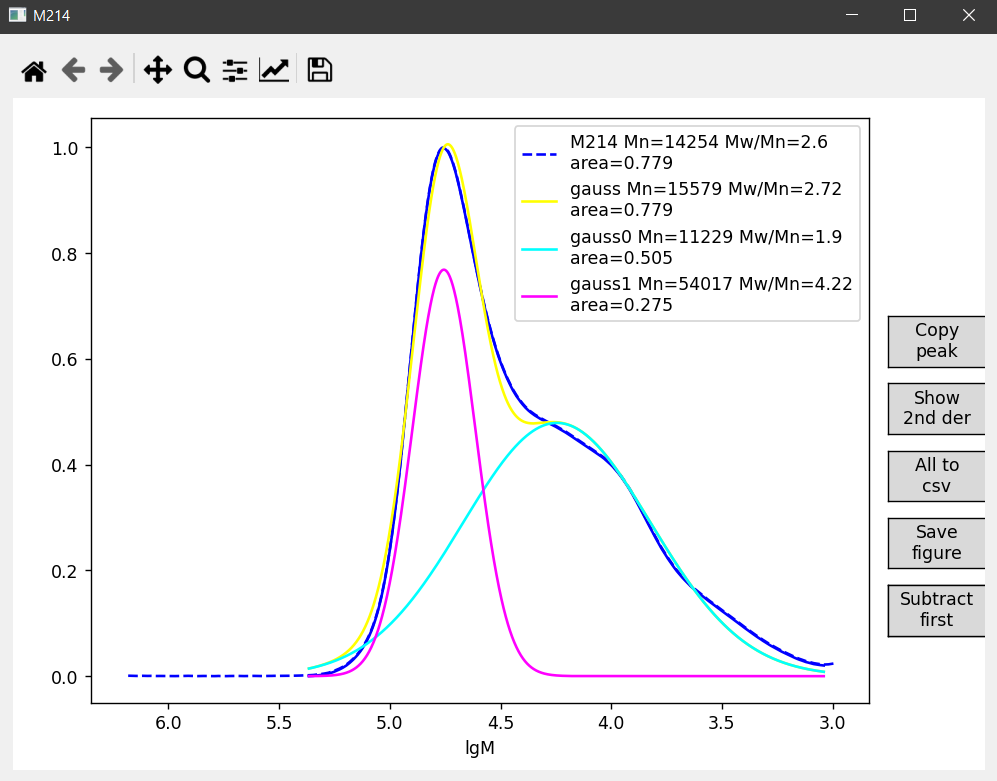 M214
M214 Mn=14254 Mw/Mn=2.6
area=0.779
gauss Mn=15579 Mw/Mn=2.72
area=0.779
gauss0 Mn=11229 Mw/Mn=1.9
area=0.505
gauss1 Mn=54017 Mw/Mn=4.22
area=0.275
1.0
0.8
0.6
0.4
0.2
0.0
6.0
5.5
5.0
4.5
4.0
3.5
3.0
lgM
Copy
peak
Show
2nd der
All to
csv
Save
figure
Subtract
first